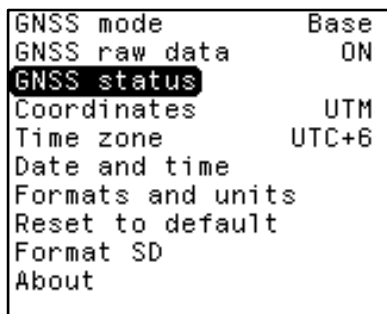 GNSS mode Base
GNSS raw data ON
GNSS status
Coordinates UTM
Time zone UTC+6
Date and time
Formats and units
Reset to default
Format SD
About